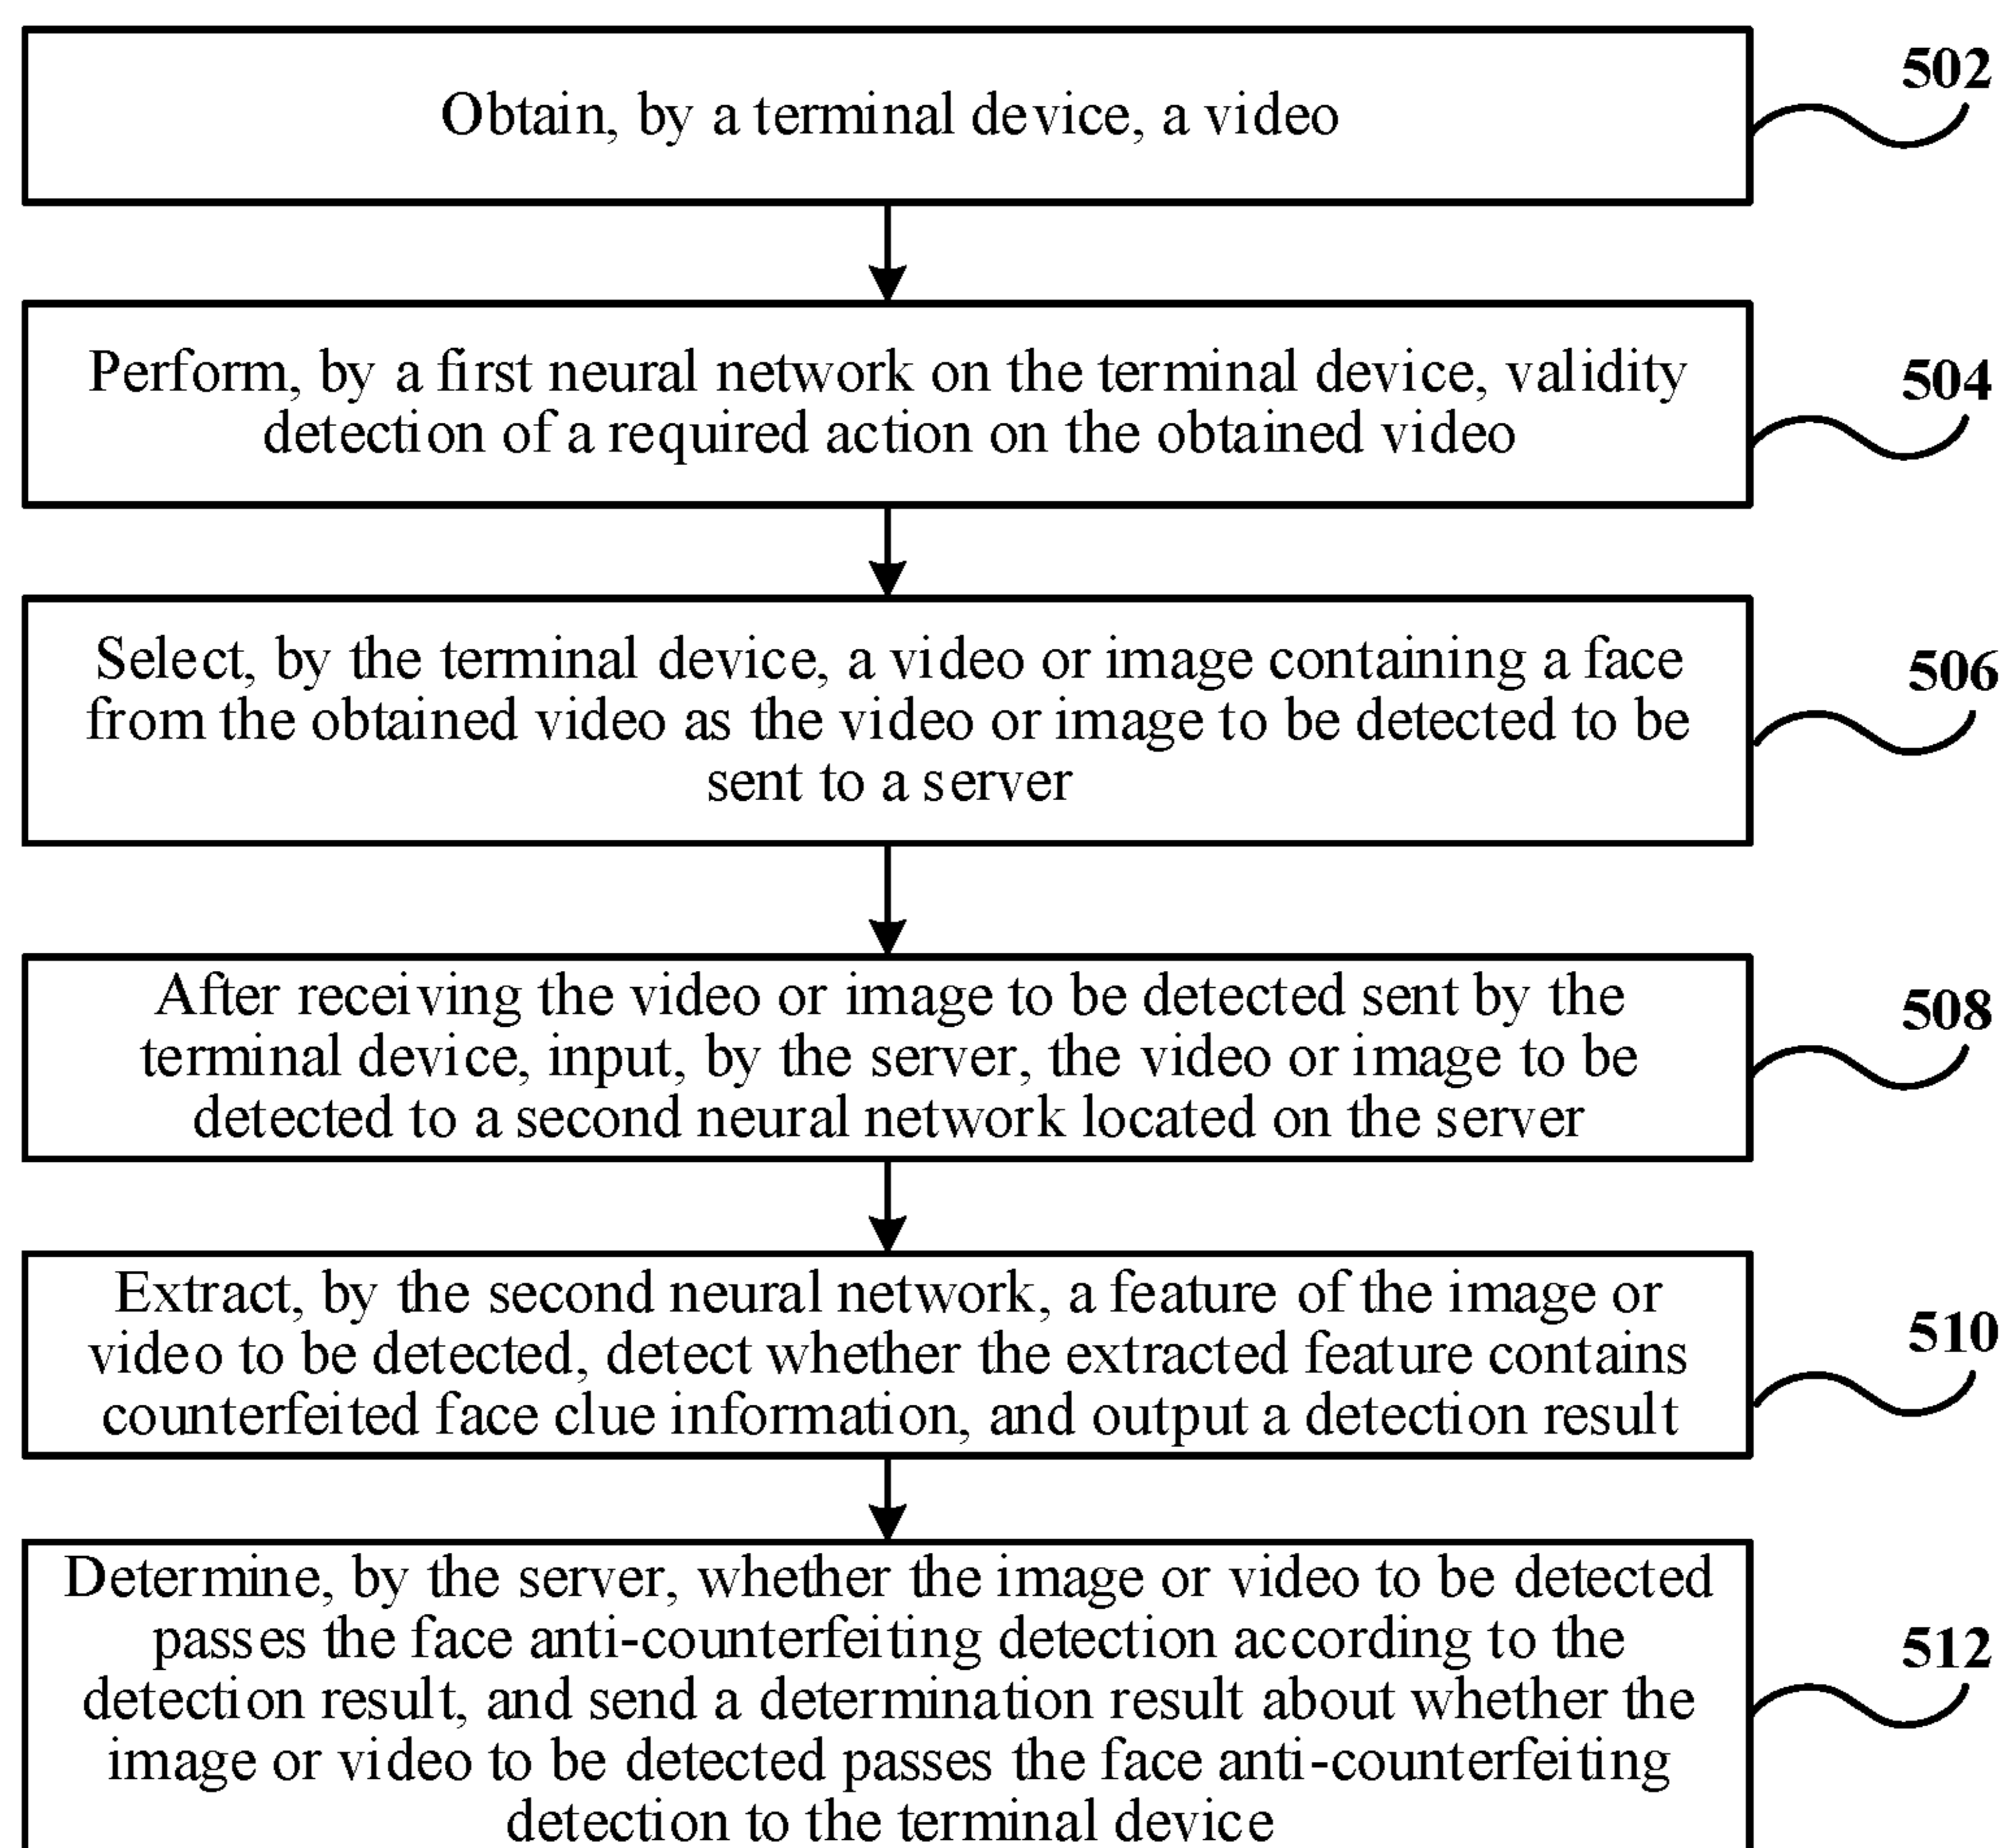 Obtain, by a terminal device, a video
502
Perform, by a first neural network on the terminal device, validity
detection of a required action on the obtained video
504
Select, by the terminal device, a video or image containing a face
from the obtained video as the video or image to be detected to be
sent to a server
506
After receiving the video or image to be detected sent by the
terminal device, input, by the server, the video or image to be
detected to a second neural network located on the server
508
Extract, by the second neural network, a feature of the image or
video to be detected, detect whether the extracted feature contains
counterfeited face clue information, and output a detection result
510
Determine, by the server, whether the image or video to be detected
passes the face anti-counterfeiting detection according to the
detection result, and send a determination result about whether the
image or video to be detected passes the face anti-counterfeiting
detection to the terminal device
512